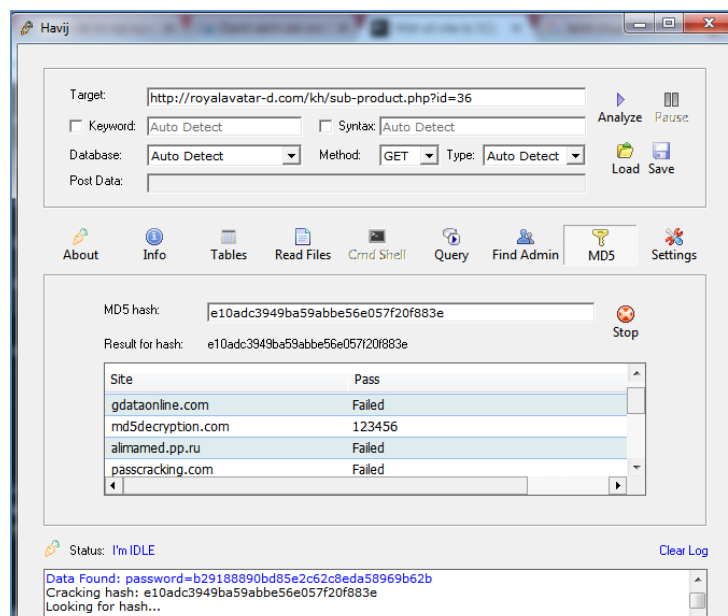 Havij
Target: http://royalavatar-d.com/kh/sub-product.php?id=36
Analyze Pause
Keyword: Auto Detect Syntax: Auto Detect
Database: Auto Detect Method: GET Type: Auto Detect
Load Save
Post Data:
About Info Tables Read Files Cmd Shell Query Find Admin MD5 Settings
MD5 hash: e10adc3949ba59abbe56e057f20f883e
Stop
Result for hash: e10adc3949ba59abbe56e057f20f883e
Site Pass
gdataonline.com Failed
md5decryption.com 123456
alimamed.pp.ru Failed
passcracking.com Failed
Status: I'm IDLE Clear Log
Data Found: password=b29188890bd85e2c62c8eda58969b62b
Cracking hash: e10adc3949ba59abbe56e057f20f883e
Looking for hash...